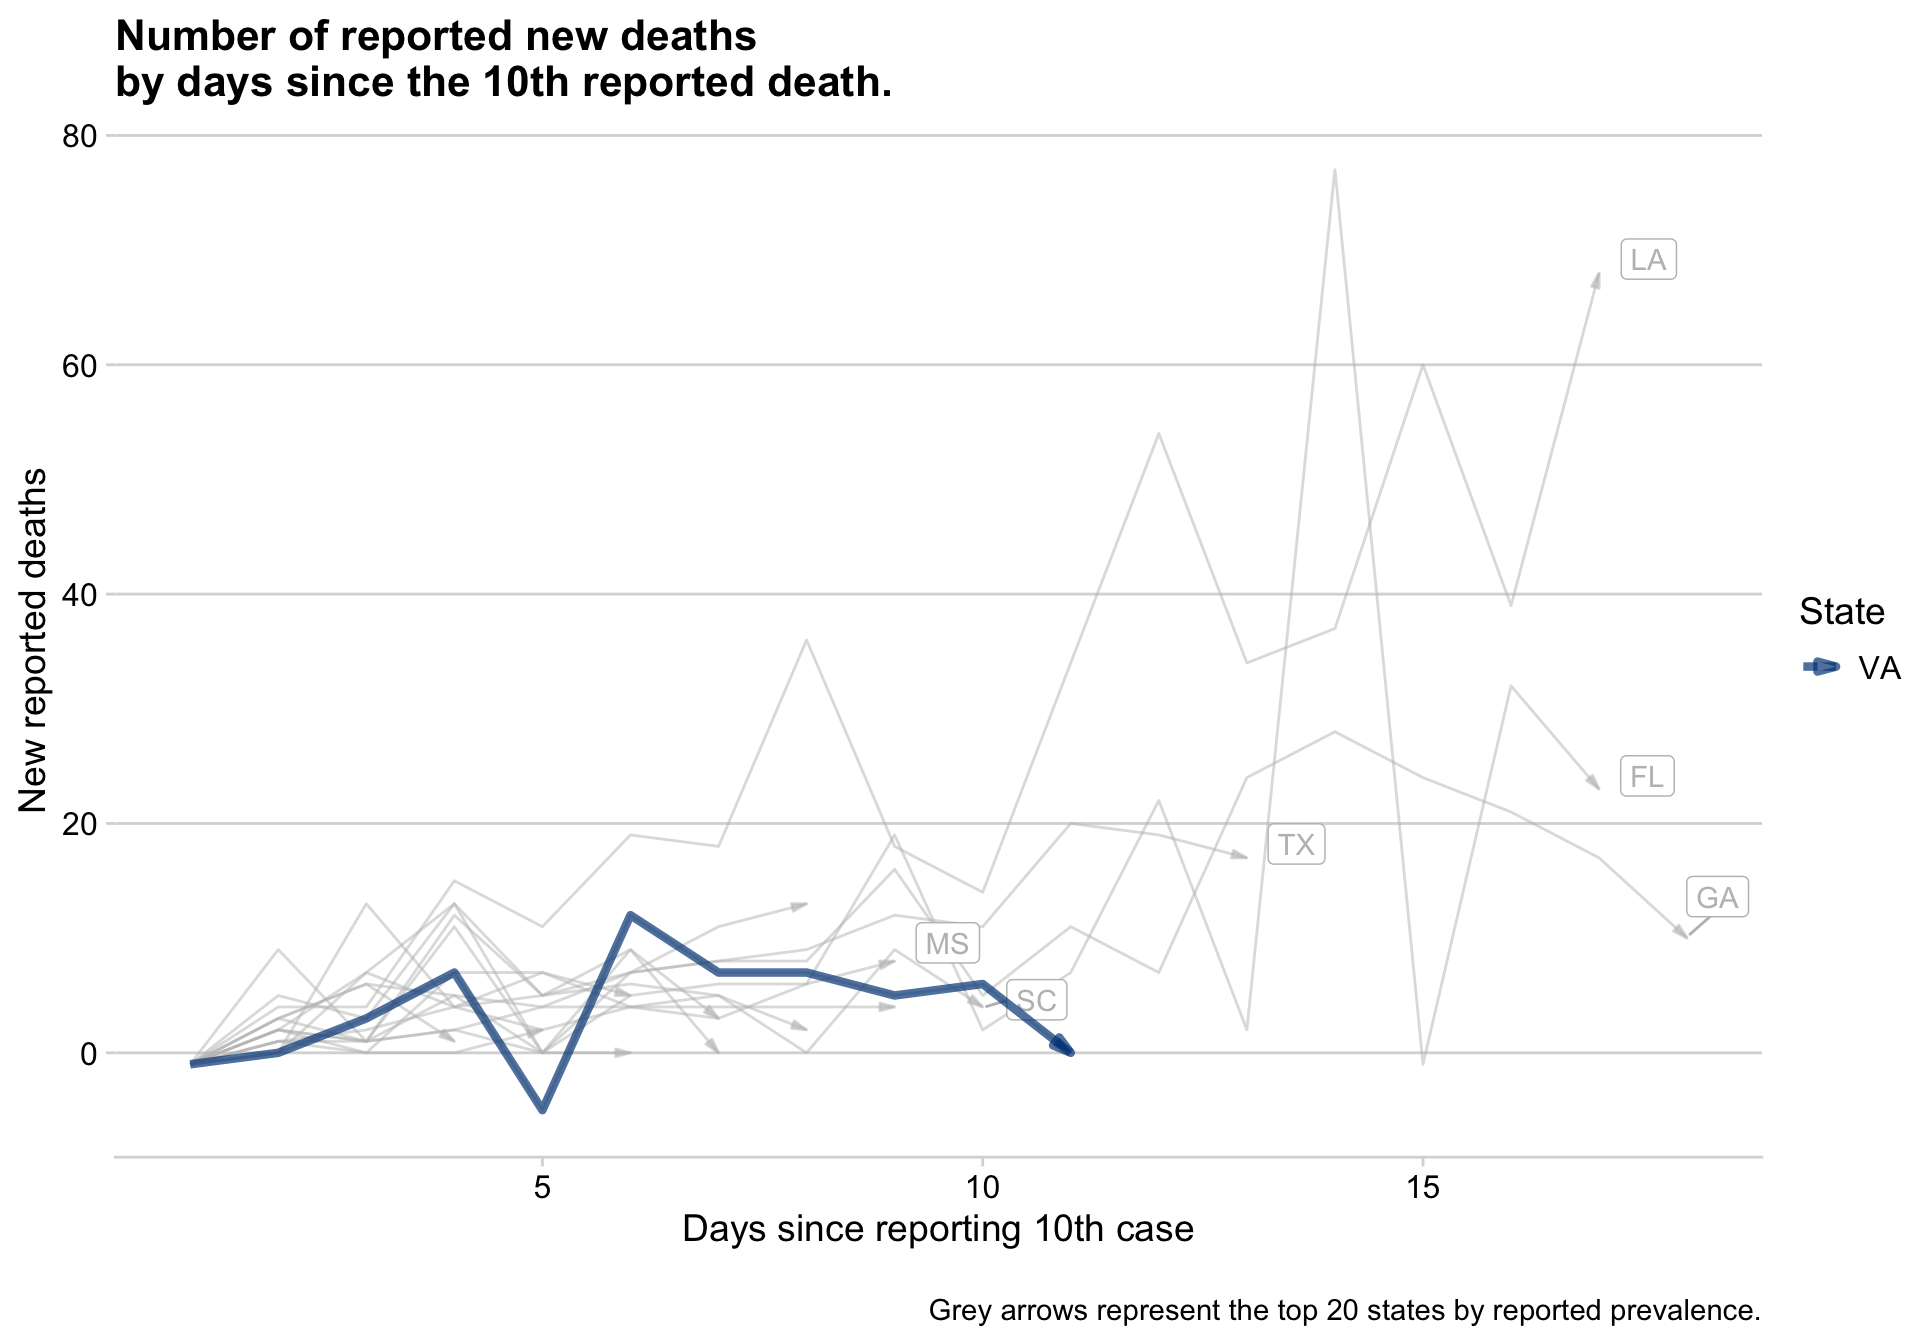 Number of reported new deaths
by days since the 10th reported death.
80
60
40
20
0
New reported deaths
LA
FL
TX
GA
MS
SC
State
VA
5
10
15
Days since reporting 10th case
Grey arrows represent the top 20 states by reported prevalence.